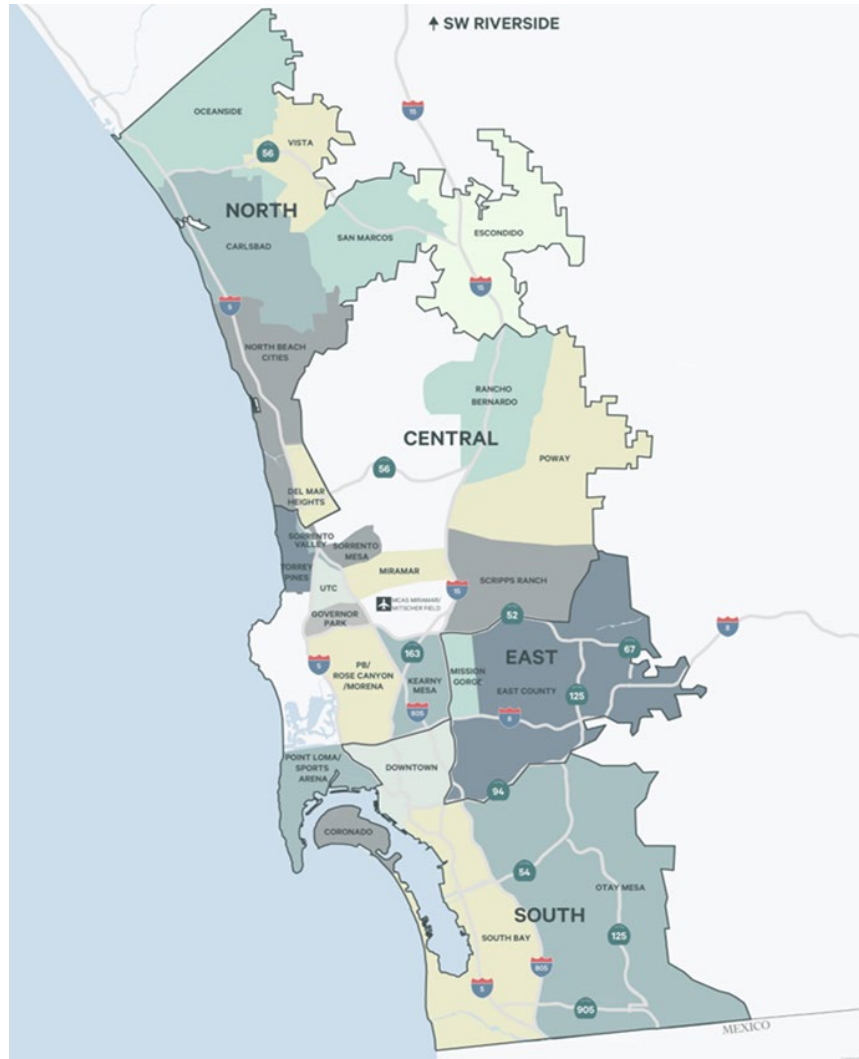 SW RIVERSIDE
15
OCEANSIDE
VISTA
56
NORTH
SAN MARCOS
ESCONDIDO
CARLSBAD
15
5
NORTH BEACH
CITIES
RANCHO
BERNARDO
CENTRAL
POWAY
56
DEL MAR
HEIGHTS
SORRENTO
VALLEY
SORRENTO
MESA
TORREY
PINES
MIRAMAR
SCRIPPS RANCH
UTC
15
MCAS MIRAMAR/
MITSCHER FIELD
GOVERNOR
PARK
52
8
163
67
EAST
5
PB/
ROSE CANYON
/MORENA
KEARNY
MESA
MISSION
GORGE
EAST COUNTY
125
805
8
POINT LOMA/
SPORTS
ARENA
DOWNTOWN
94
CORONADO
54
OTAY MESA
SOUTH
SOUTH BAY
125
805
5
905
MEXICO